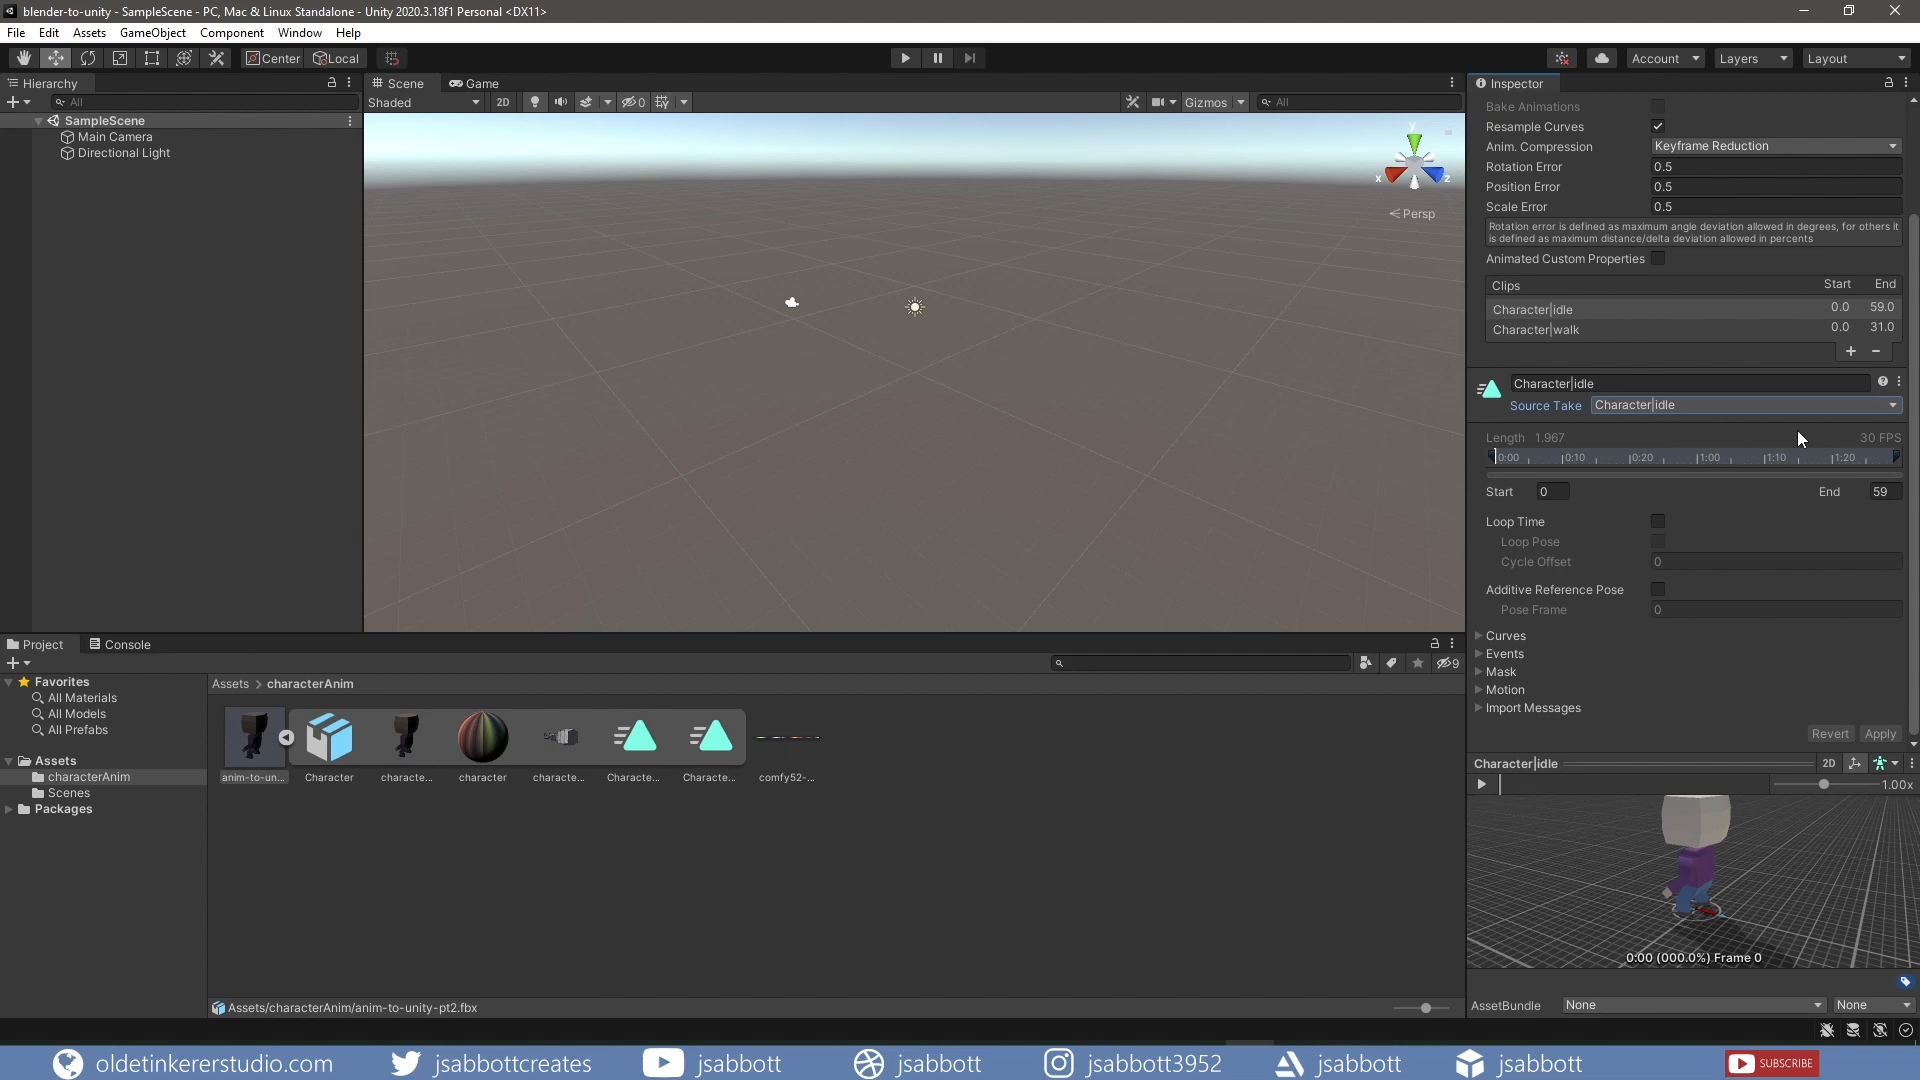 blender-to-unity - SampleScene - PC, Mac & Linux Standalone - Unity 2020.3.18f1 Personal <DX11>
File Edit Assets GameObject Component Window Help
Center Local Account Layers Layout
Hierarchy
All
SampleScene
Main Camera
Directional Light
Scene Game
Shaded 2D 0 Gizmos All
y
x z
Persp
Inspector
Bake Animations
Resample Curves
Anim. Compression Keyframe Reduction
Rotation Error 0.5
Position Error 0.5
Scale Error 0.5
Rotation error is defined as maximum angle deviation allowed in degrees, for others it
is defined as maximum distance/delta deviation allowed in percents
Animated Custom Properties
Clips Start End
Character|idle 0.0 59.0
Character|walk 0.0 31.0
+ -
Character|idle
Source Take Character|idle
Length 1.967 30 FPS
0:00 0:10 0:20 1:00 1:10 1:20
Start 0 End 59
Loop Time
Loop Pose
Cycle Offset 0
Additive Reference Pose
Pose Frame 0
Curves
Events
Mask
Motion
Import Messages
Revert Apply
Character|idle 2D
1.00x
0:00 (000.0%) Frame 0
AssetBundle None None
Project Console
9
Favorites
All Materials
All Models
All Prefabs
Assets
characterAnim
Scenes
Packages
Assets > characterAnim
anim-to-un... Character characte... character characte... Characte... Characte... comfy52-...
Assets/characterAnim/anim-to-unity-pt2.fbx
oldetinkererstudio.com jsabbottcreates jsabbott jsabbott jsabbott3952 jsabbott jsabbott SUBSCRIBE